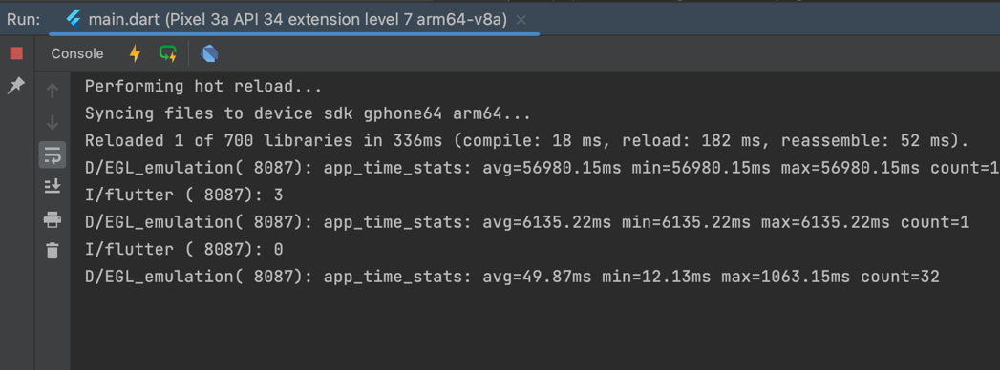 Run: main.dart (Pixel 3a API 34 extension level 7 arm64-v8a)
Console
Performing hot reload...
Syncing files to device sdk gphone64 arm64...
Reloaded 1 of 700 libraries in 336ms (compile: 18 ms, reload: 182 ms, reassemble: 52 ms).
D/EGL_emulation( 8087): app_time_stats: avg=56980.15ms min=56980.15ms max=56980.15ms count=1
I/flutter ( 8087): 3
D/EGL_emulation( 8087): app_time_stats: avg=6135.22ms min=6135.22ms max=6135.22ms count=1
I/flutter ( 8087): 0
D/EGL_emulation( 8087): app_time_stats: avg=49.87ms min=12.13ms max=1063.15ms count=32